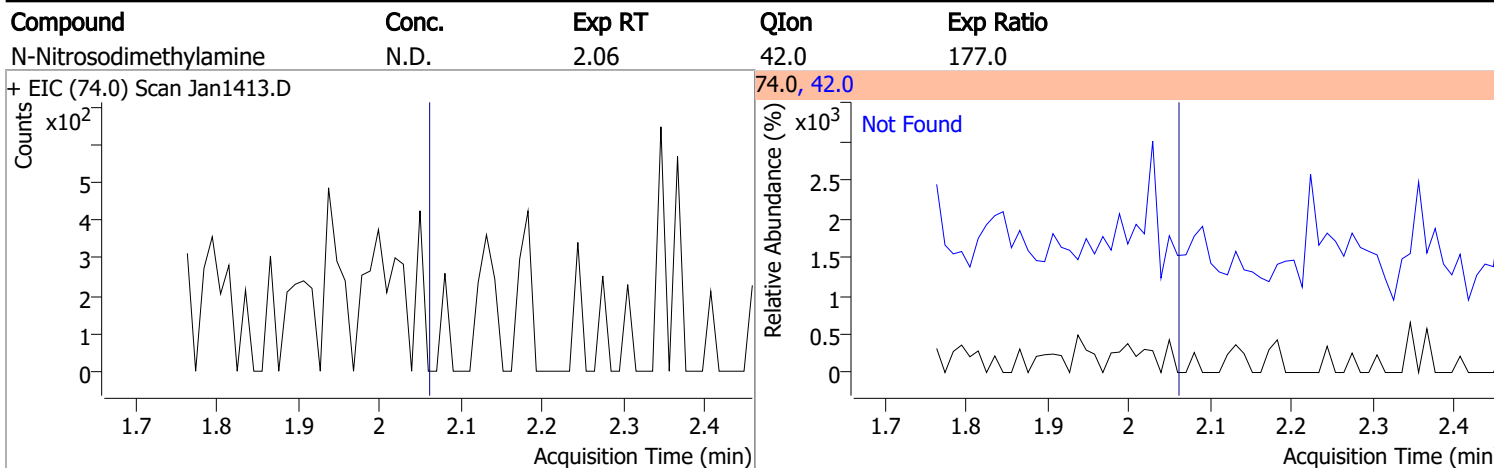 Compound Conc. Exp RT QIon Exp Ratio
N-Nitrosodimethylamine N.D. 2.06 42.0 177.0
+ EIC (74.0) Scan Jan1413.D
Counts
x10²
5
4
3
2
1
0
1.7 1.8 1.9 2 2.1 2.2 2.3 2.4
Acquisition Time (min)
74.0, 42.0
Relative Abundance (%)
x10³
Not Found
2.5
2
1.5
1
0.5
0
1.7 1.8 1.9 2 2.1 2.2 2.3 2.4
Acquisition Time (min